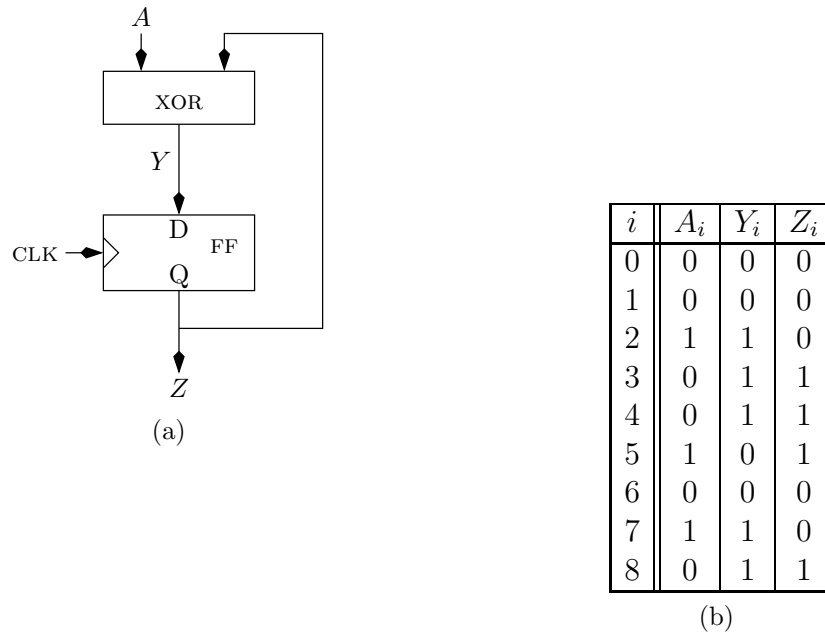 A
XOR
Y
D
FF
CLK
Q
Z
(a)
i A_i Y_i Z_i
0 0 0 0
1 0 0 0
2 1 1 0
3 0 1 1
4 0 1 1
5 1 0 1
6 0 0 0
7 1 1 0
8 0 1 1
(b)